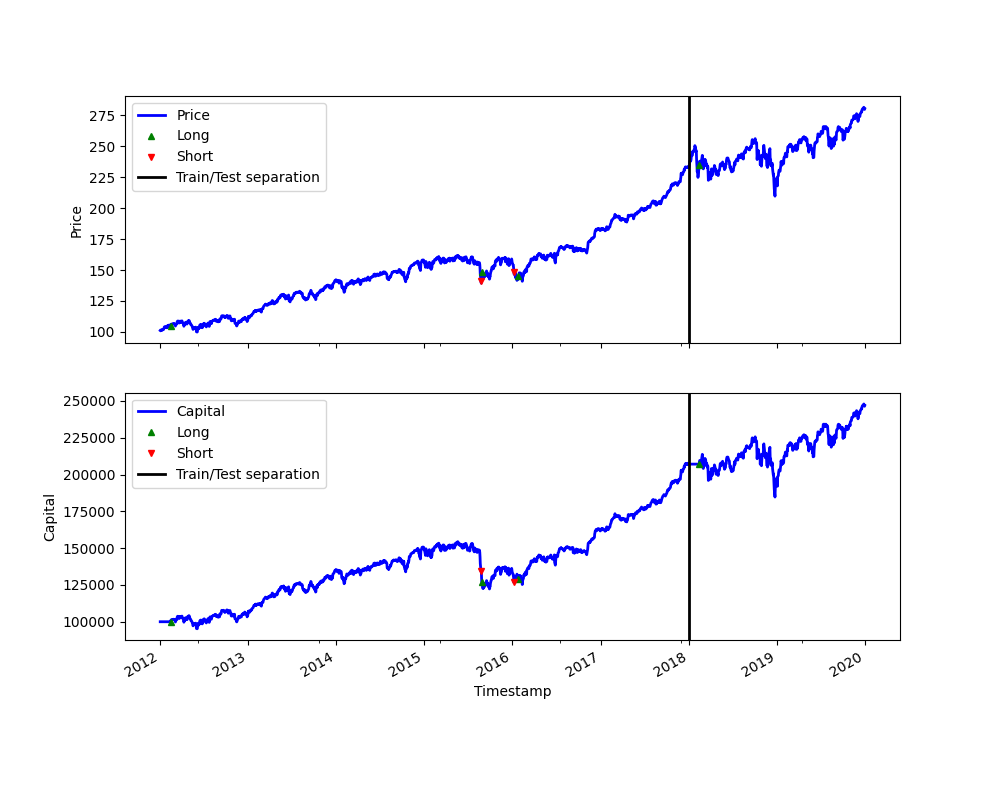 Price
Long
Short
Train/Test separation
275
250
225
200
175
150
125
100
Price
Capital
Long
Short
Train/Test separation
250000
225000
200000
175000
150000
125000
100000
Capital
2012
2013
2014
2015
2016
2017
2018
2019
2020
Timestamp